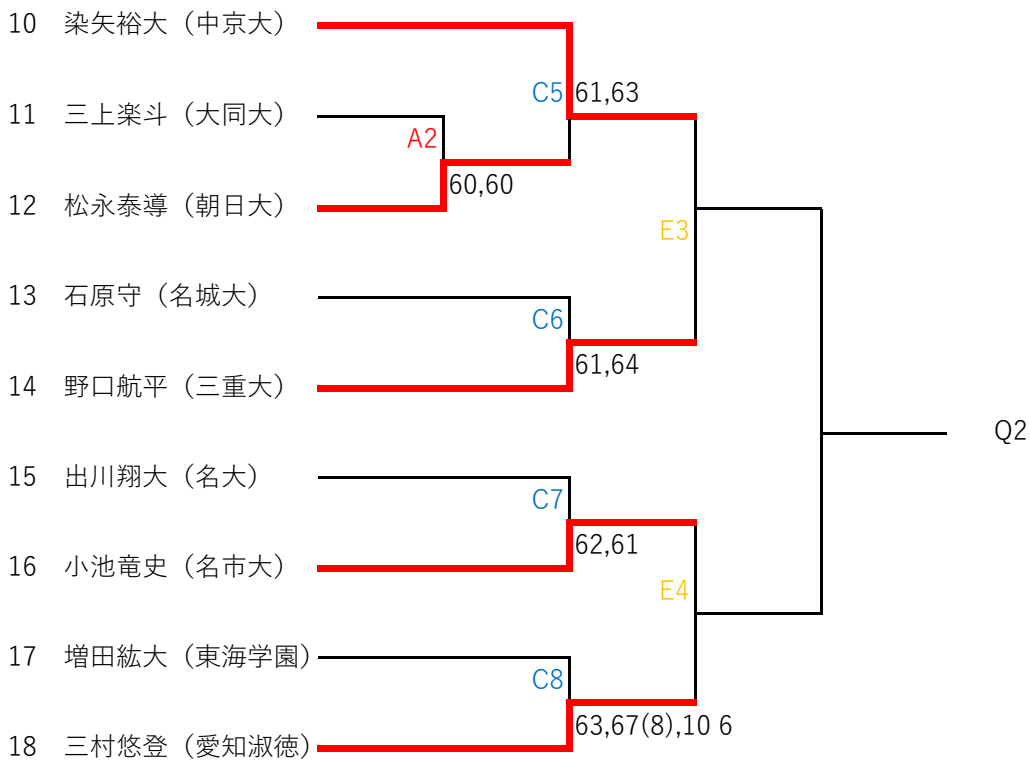 10 染矢裕大（中京大）
C5 61,63
11 三上楽斗（大同大）
A2
60,60
12 松永泰導（朝日大）
E3
13 石原守（名城大）
C6
61,64
14 野口航平（三重大）
Q2
15 出川翔大（名大）
C7
62,61
16 小池竜史（名市大）
E4
17 増田紘大（東海学園）
C8
63,67(8),10 6
18 三村悠登（愛知淑徳）